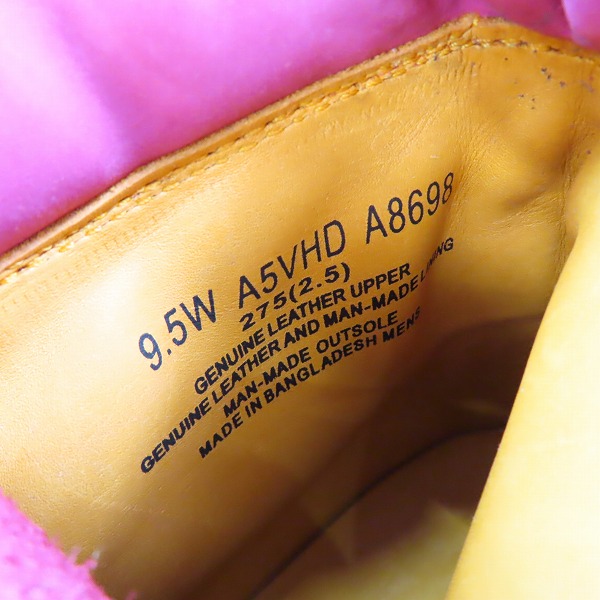 9.5W A5VHD A8698
275(2.5)
GENUINE LEATHER UPPER
GENUINE LEATHER AND MAN-MADE LINING
MAN-MADE OUTSOLE
MADE IN BANGLADESH MENS